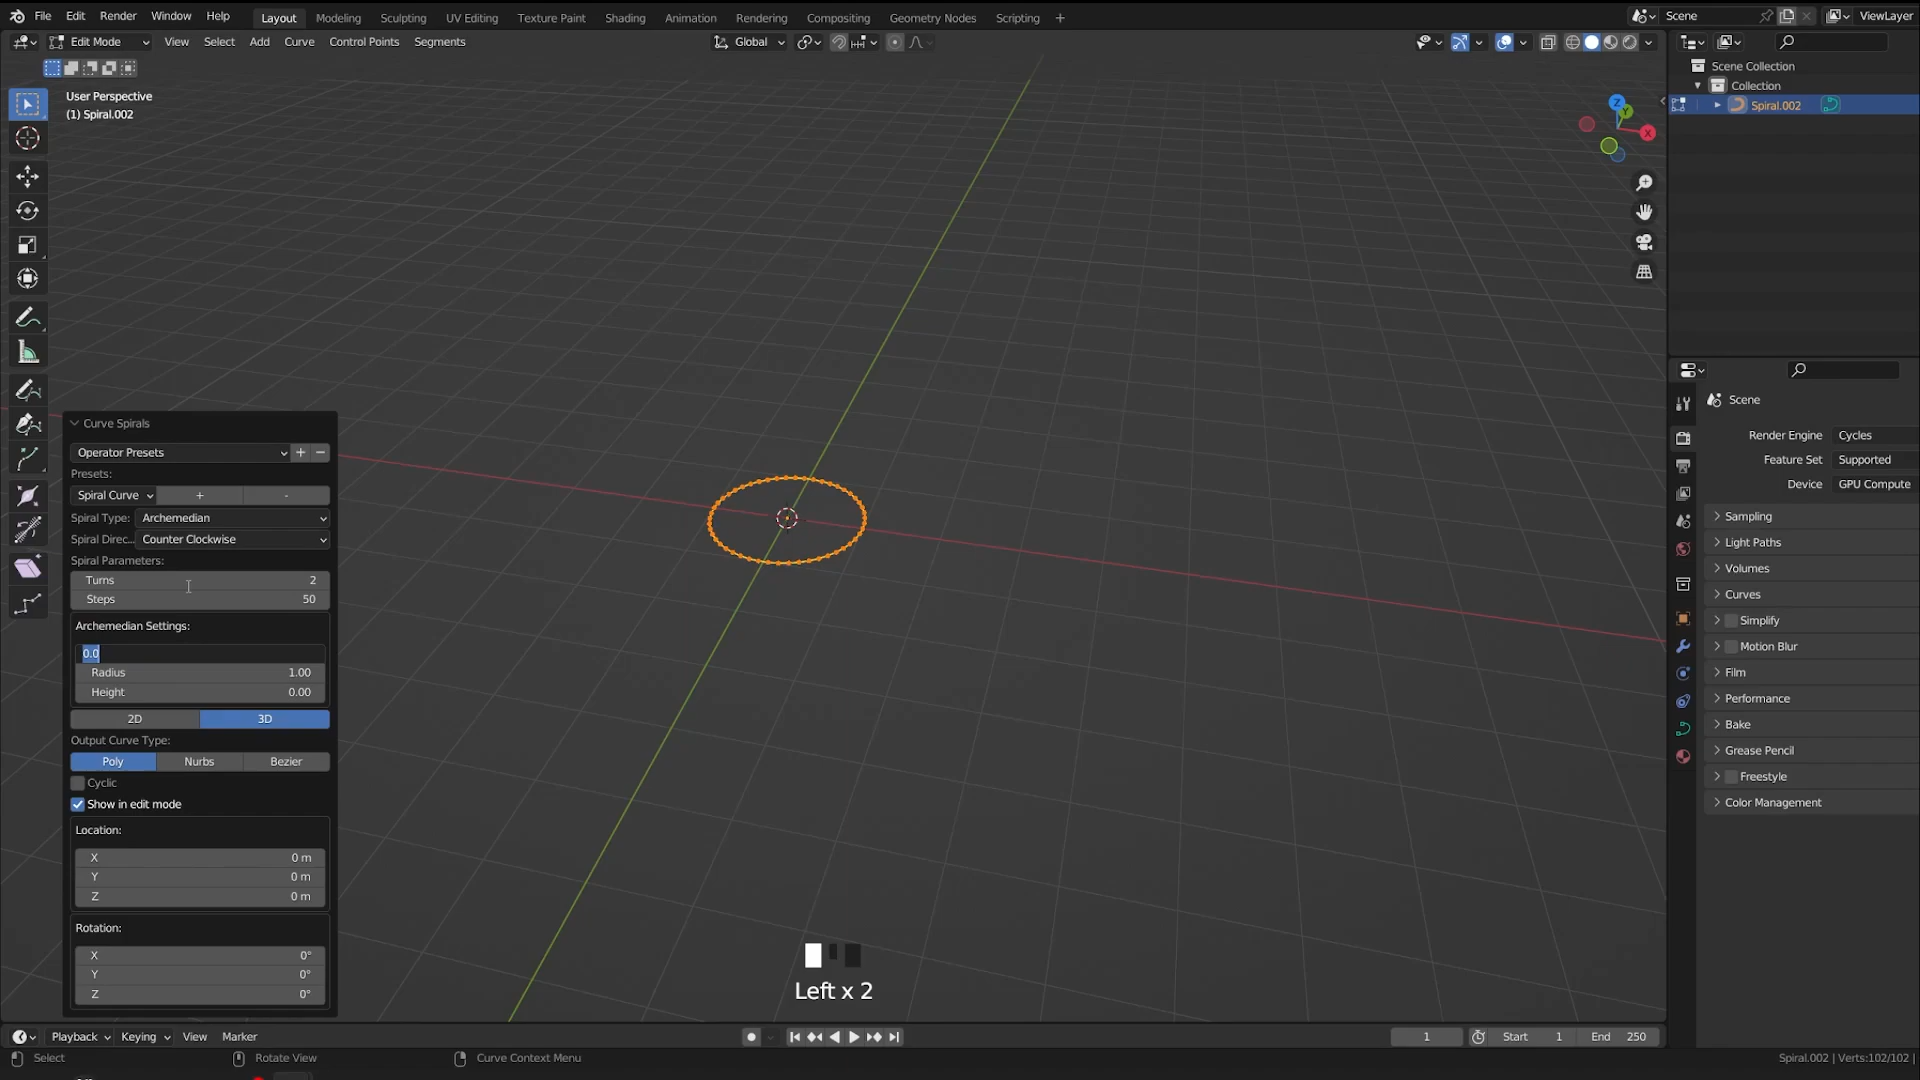 File Edit Render Window Help Layout Modeling Sculpting UV Editing Texture Paint Shading Animation Rendering Compositing Geometry Nodes Scripting + Scene ViewLayer
Edit Mode View Select Add Curve Control Points Segments Global
User Perspective
(1) Spiral.002
Scene Collection
Collection
Spiral.002
Z
Y
X
Curve Spirals
Operator Presets + −
Presets:
Spiral Curve + -
Spiral Type: Archemedian
Spiral Direc... Counter Clockwise
Spiral Parameters:
Turns 2
Steps 50
Archemedian Settings:
0.0
Radius 1.00
Height 0.00
2D 3D
Output Curve Type:
Poly Nurbs Bezier
Cyclic
Show in edit mode
Location:
X 0 m
Y 0 m
Z 0 m
Rotation:
X 0°
Y 0°
Z 0°
Scene
Render Engine Cycles
Feature Set Supported
Device GPU Compute
Sampling
Light Paths
Volumes
Curves
Simplify
Motion Blur
Film
Performance
Bake
Grease Pencil
Freestyle
Color Management
Left x 2
Playback Keying View Marker 1 Start 1 End 250
Select Rotate View Curve Context Menu Spiral.002 | Verts:102/102 |